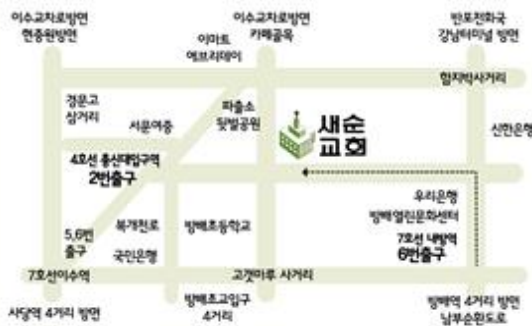 이수교차로방면
현충원방면
이수교차로방면
카페골목
반포전화국
강남터미널 방면
이마트
에브리데이
함지박사거리
경문고
삼거리
서문여중
파출소
뒷벌공원
새순
교회
신한은행
4호선 총신대입구역
2번출구
우리은행
방배열린문화센터
7호선 내방역
6번출구
5,6번
출구
복개천로
국민은행
방배초등학교
7호선이수역
고갯마루 사거리
사당역 4거리 방면
방배초교입구
4거리
방배역 4거리 방면
남부순환도로